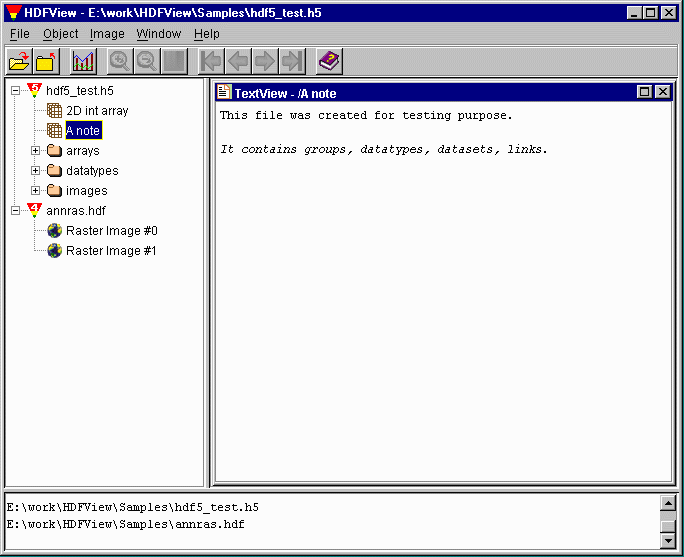 HDFView - E:\work\HDFView\Samples\hdf5_test.h5
File Object Image Window Help
5 hdf5_test.h5
2D int array
A note
arrays
datatypes
images
4 annras.hdf
Raster Image #0
Raster Image #1
TextView - /A note
This file was created for testing purpose.
It contains groups, datatypes, datasets, links.
E:\work\HDFView\Samples\hdf5_test.h5
E:\work\HDFView\Samples\annras.hdf